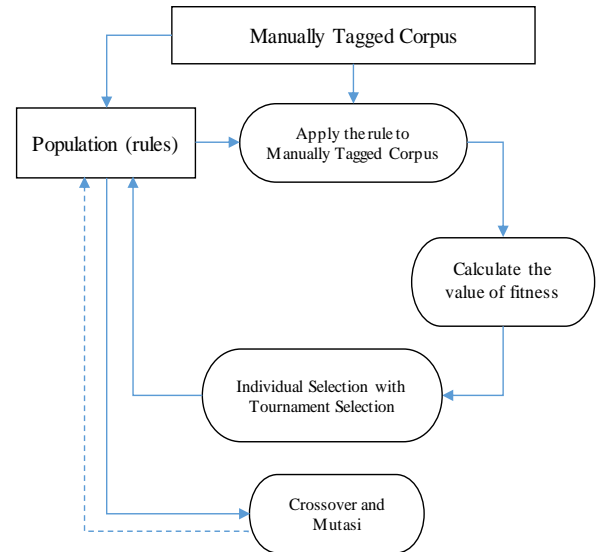 Manually Tagged Corpus
Population (rules)
Apply the rule to
Manually Tagged Corpus
Calculate the
value of fitness
Individual Selection with
Tournament Selection
Crossover and
Mutasi